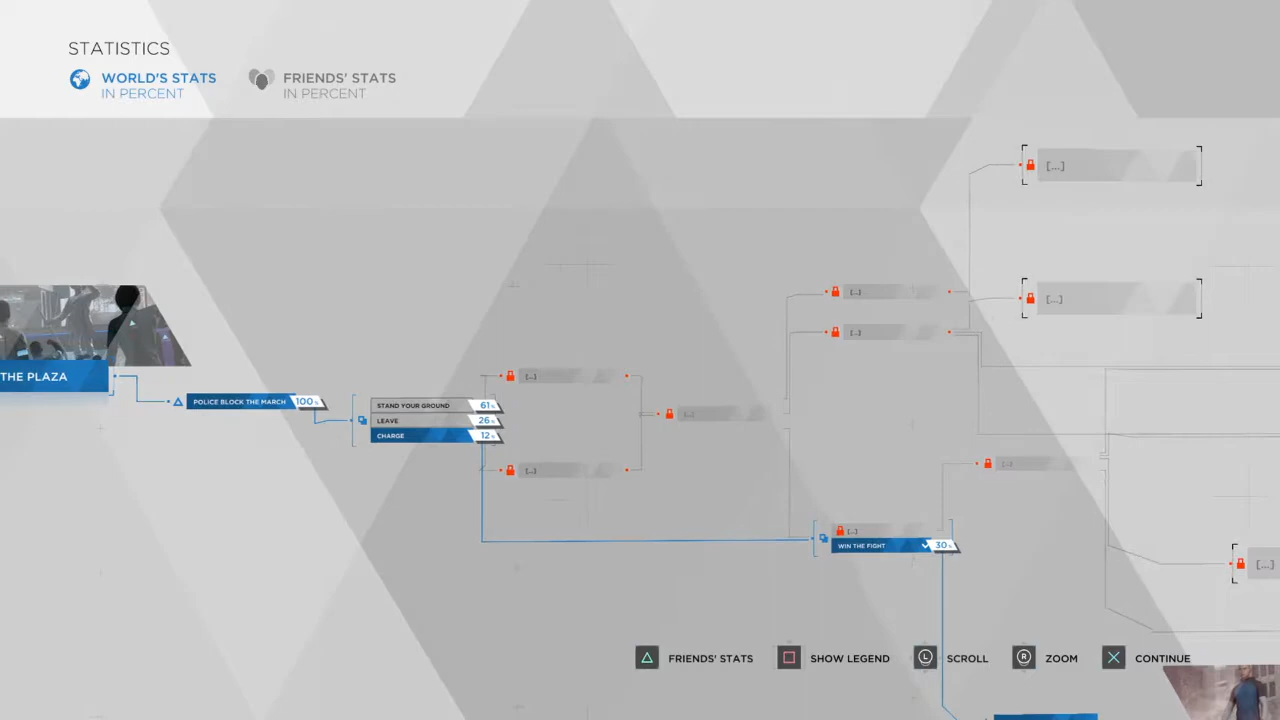 STATISTICS
WORLD'S STATS
IN PERCENT
FRIENDS' STATS
IN PERCENT
[...]
[...]
[...]
[...]
THE PLAZA
[...]
POLICE BLOCK THE MARCH 100%
STAND YOUR GROUND 61%
LEAVE 26%
CHARGE 12%
[...]
[...]
[...]
[...]
WIN THE FIGHT 30%
[...]
FRIENDS' STATS
SHOW LEGEND
L SCROLL
R ZOOM
CONTINUE